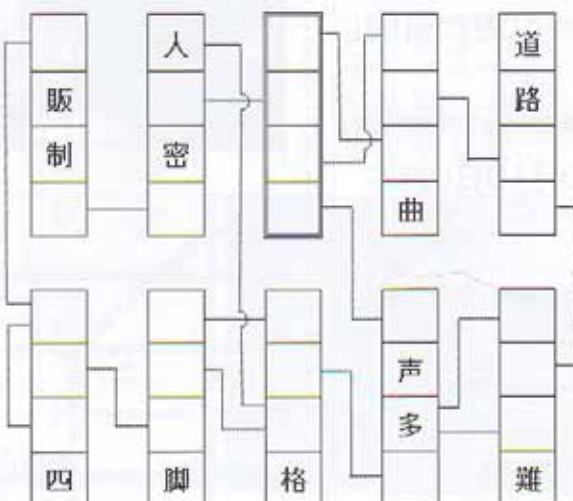 人 道
販 路
制 密
曲
声
多
四 脚 格 難